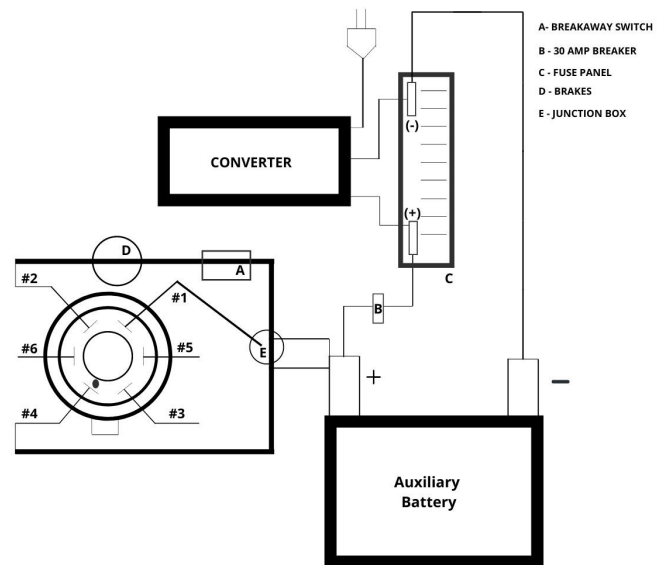 A- BREAKAWAY SWITCH
B - 30 AMP BREAKER
C - FUSE PANEL
D - BRAKES
E - JUNCTION BOX
(-)
CONVERTER
(+)
D
A
C
#2
#1
B
#6
E
#5
+
−
#4
#3
Auxiliary
Battery